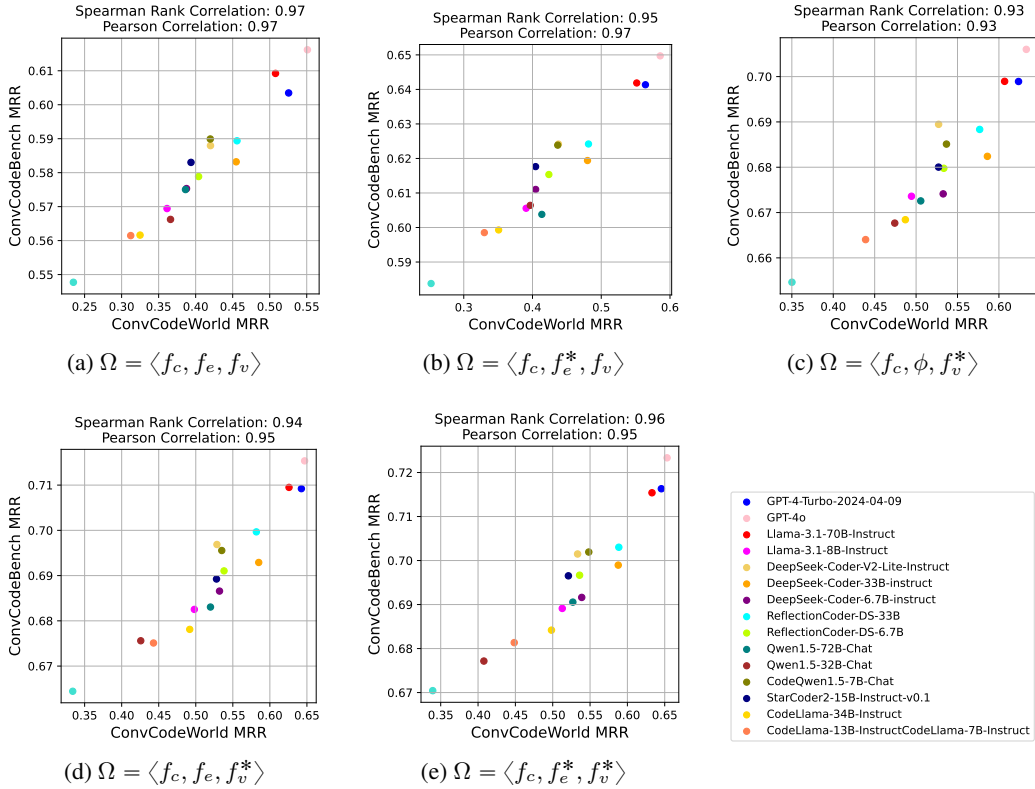 Spearman Rank Correlation: 0.97
Pearson Correlation: 0.97
ConvCodeBench MRR
0.61
0.60
0.59
0.58
0.57
0.56
0.55
0.25 0.30 0.35 0.40 0.45 0.50 0.55
ConvCodeWorld MRR
(a) Ω = ⟨f_c, f_e, f_v⟩
Spearman Rank Correlation: 0.95
Pearson Correlation: 0.97
ConvCodeBench MRR
0.65
0.64
0.63
0.62
0.61
0.60
0.59
0.3 0.4 0.5 0.6
ConvCodeWorld MRR
(b) Ω = ⟨f_c, f_e^*, f_v⟩
Spearman Rank Correlation: 0.93
Pearson Correlation: 0.93
ConvCodeBench MRR
0.70
0.69
0.68
0.67
0.66
0.35 0.40 0.45 0.50 0.55 0.60
ConvCodeWorld MRR
(c) Ω = ⟨f_c, ϕ, f_v^*⟩
Spearman Rank Correlation: 0.94
Pearson Correlation: 0.95
ConvCodeBench MRR
0.71
0.70
0.69
0.68
0.67
0.35 0.40 0.45 0.50 0.55 0.60 0.65
ConvCodeWorld MRR
(d) Ω = ⟨f_c, f_e, f_v^*⟩
Spearman Rank Correlation: 0.96
Pearson Correlation: 0.95
ConvCodeBench MRR
0.72
0.71
0.70
0.69
0.68
0.67
0.35 0.40 0.45 0.50 0.55 0.60 0.65
ConvCodeWorld MRR
(e) Ω = ⟨f_c, f_e^*, f_v^*⟩
GPT-4-Turbo-2024-04-09
GPT-4o
Llama-3.1-70B-Instruct
Llama-3.1-8B-Instruct
DeepSeek-Coder-V2-Lite-Instruct
DeepSeek-Coder-33B-instruct
DeepSeek-Coder-6.7B-instruct
ReflectionCoder-DS-33B
ReflectionCoder-DS-6.7B
Qwen1.5-72B-Chat
Qwen1.5-32B-Chat
CodeQwen1.5-7B-Chat
StarCoder2-15B-Instruct-v0.1
CodeLlama-34B-Instruct
CodeLlama-13B-InstructCodeLlama-7B-Instruct